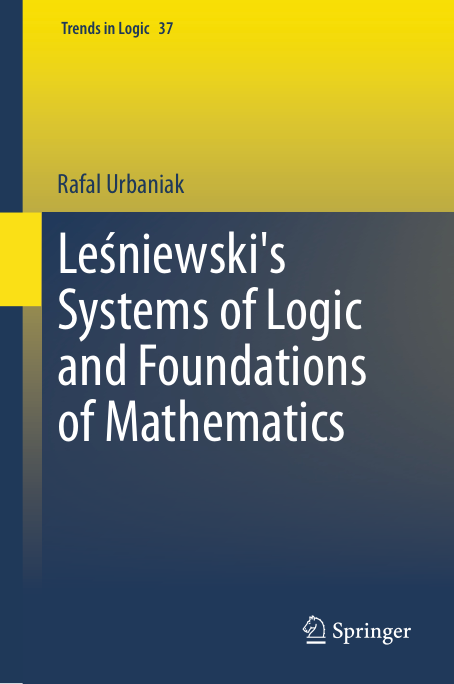 Trends in Logic 37
Rafal Urbaniak
Leśniewski's
Systems of Logic
and Foundations
of Mathematics
Springer